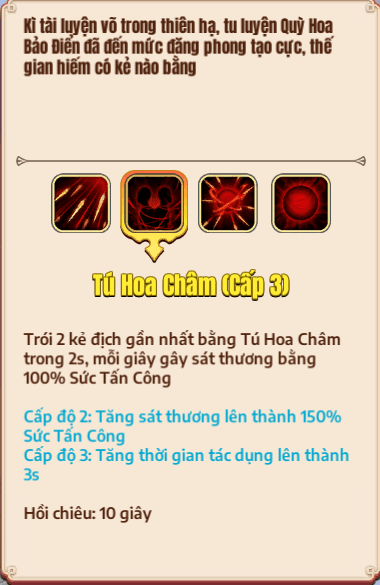 Kì tài luyện võ trong thiên hạ, tu luyện Quỳ Hoa
Bảo Điển đã đến mức đăng phong tạo cực, thế
gian hiếm có kẻ nào bằng
Tú Hoa Châm (Cấp 3)
Trói 2 kẻ địch gần nhất bằng Tú Hoa Châm
trong 2s, mỗi giây gây sát thương bằng
100% Sức Tấn Công
Cấp độ 2: Tăng sát thương lên thành 150%
Sức Tấn Công
Cấp độ 3: Tăng thời gian tác dụng lên thành
3s
Hồi chiêu: 10 giây